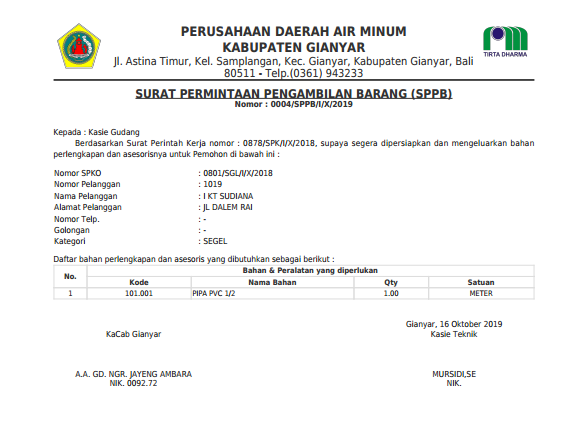 PERUSAHAAN DAERAH AIR MINUM
KABUPATEN GIANYAR
Jl. Astina Timur, Kel. Samplangan, Kec. Gianyar, Kabupaten Gianyar, Bali
80511 - Telp.(0361) 943233
TIRTA DHARMA
SURAT PERMINTAAN PENGAMBILAN BARANG (SPPB)
Nomor : 0004/SPPB/I/X/2019
Kepada : Kasie Gudang
Berdasarkan Surat Perintah Kerja nomor : 0878/SPK/I/X/2018, supaya segera dipersiapkan dan mengeluarkan bahan
perlengkapan dan asesorisnya untuk Pemohon di bawah ini :
Nomor SPKO : 0801/SGL/I/X/2018
Nomor Pelanggan : 1019
Nama Pelanggan : I KT SUDIANA
Alamat Pelanggan : JL DALEM RAI
Nomor Telp. : -
Golongan : -
Kategori : SEGEL
Daftar bahan perlengkapan dan asesoris yang dibutuhkan sebagai berikut :
No. Bahan & Peralatan yang diperlukan
Kode Nama Bahan Qty Satuan
1 101.001 PIPA PVC 1/2 1.00 METER
Gianyar, 16 Oktober 2019
KaCab Gianyar Kasie Teknik
A.A. GD. NGR. JAYENG AMBARA MURSIDI,SE
NIK. 0092.72 NIK.